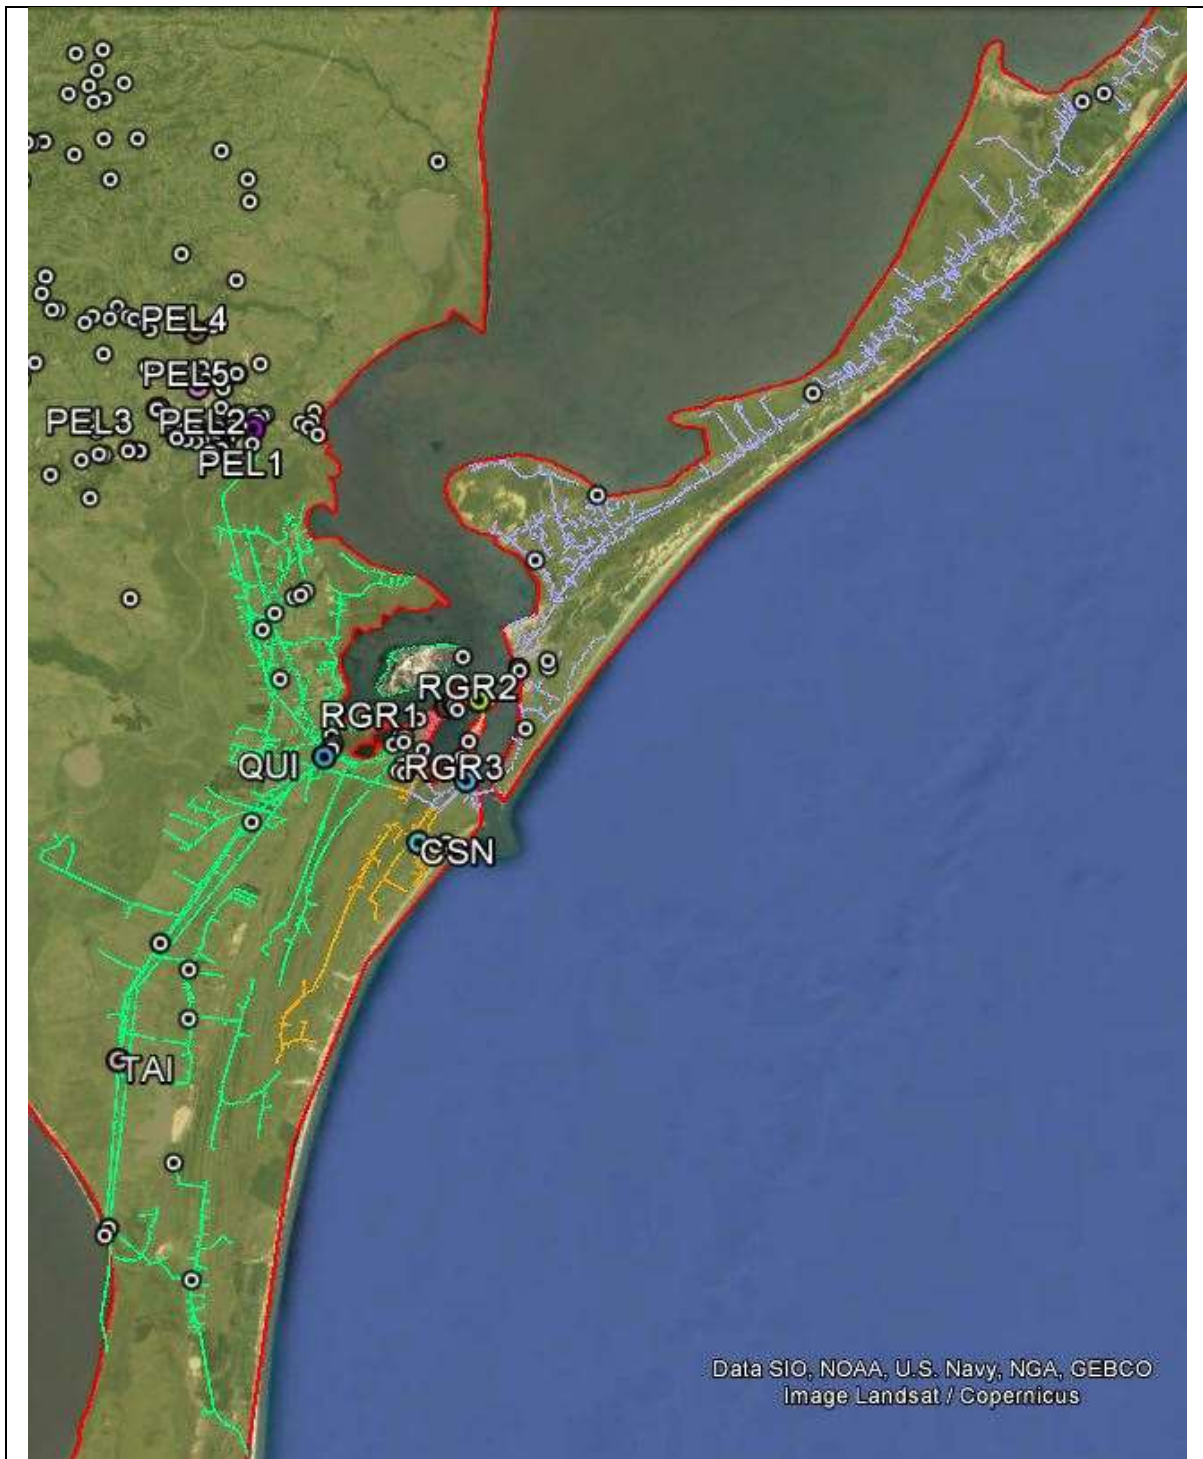 PEL4
PEL5
PEL3
PEL2
PEL1
RGR2
RGR1
QUI
RGR3
CSN
TAI
Data SIO, NOAA, U.S. Navy, NGA, GEBCO
Image Landsat / Copernicus